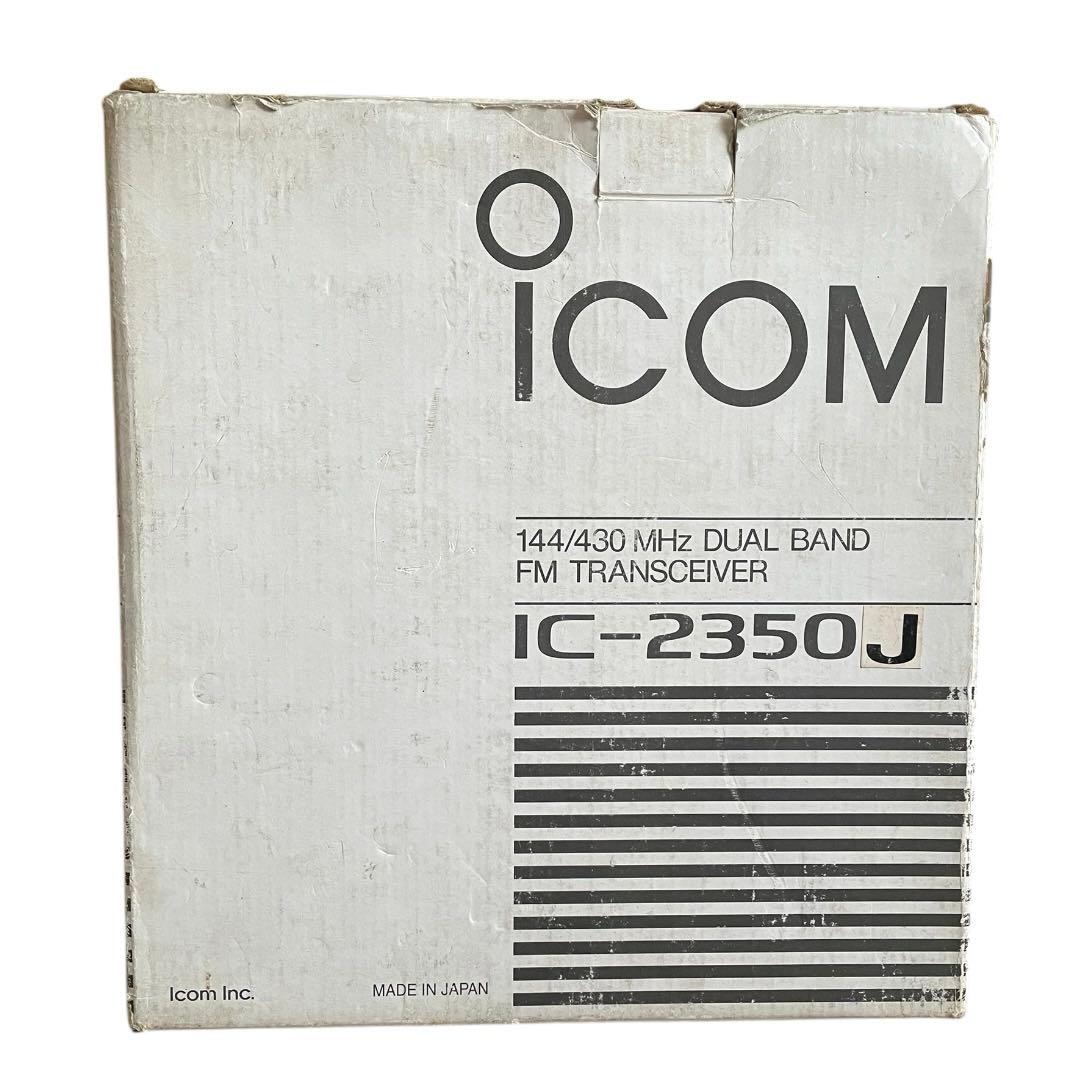 ICOM
144/430 MHz DUAL BAND
FM TRANSCEIVER
IC-2350J
Icom Inc.
MADE IN JAPAN